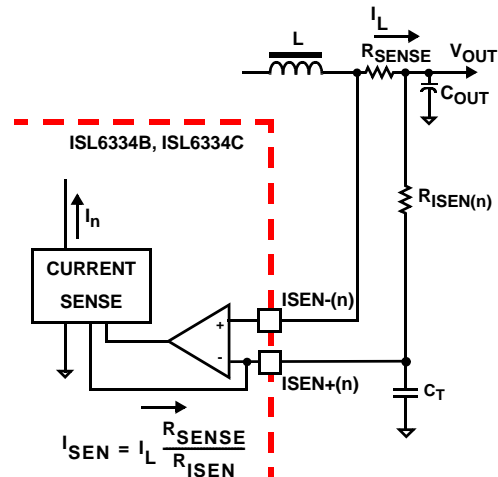 I_L
L
R_SENSE
V_OUT
C_OUT
ISL6334B, ISL6334C
R_ISEN(n)
I_n
CURRENT
SENSE
ISEN-(n)
+
-
ISEN+(n)
C_T
I_SEN = I_L R_SENSE / R_ISEN